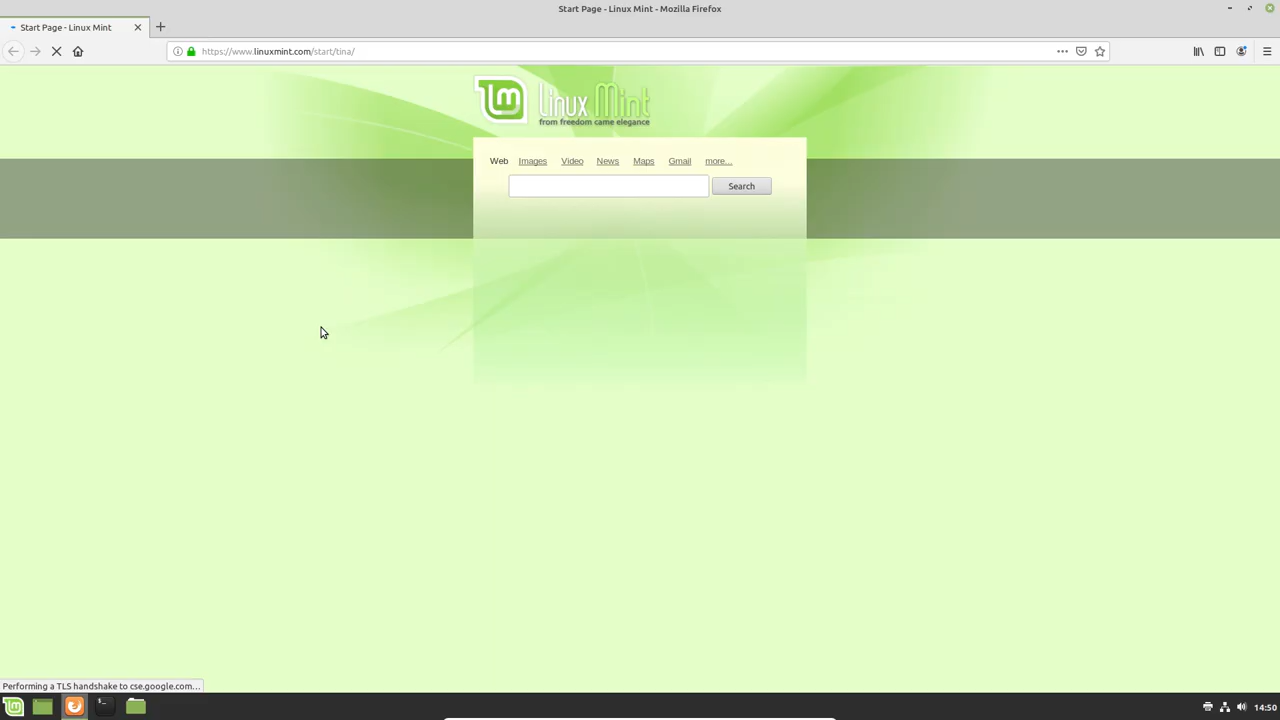 Start Page - Linux Mint - Mozilla Firefox
Start Page - Linux Mint
https://www.linuxmint.com/start/tina/
Linux Mint
from freedom came elegance
Web Images Video News Maps Gmail more...
Search
Performing a TLS handshake to cse.google.com...
14:50